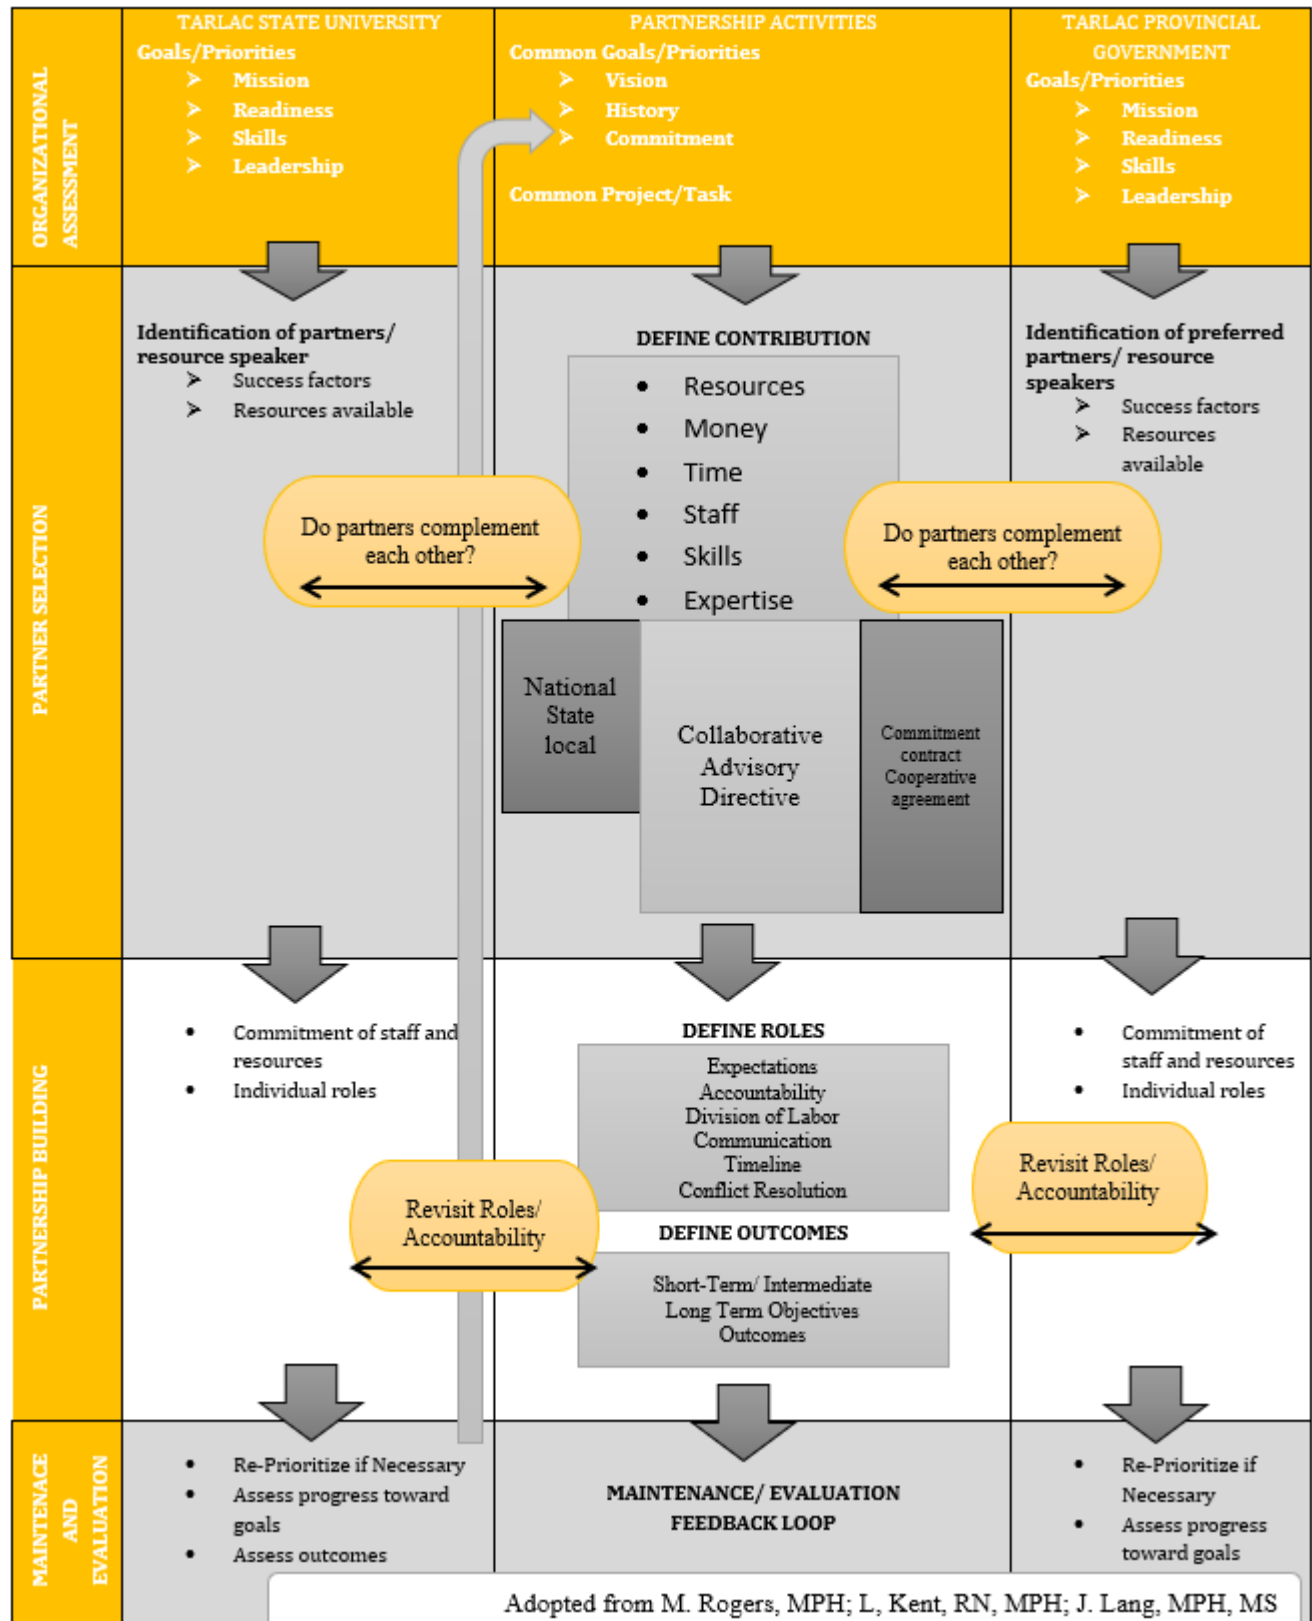 ORGANIZATIONAL
ASSESSMENT
TARLAC STATE UNIVERSITY
Goals/Priorities
➢ Mission
➢ Readiness
➢ Skills
➢ Leadership
PARTNERSHIP ACTIVITIES
Common Goals/Priorities
➢ Vision
➢ History
➢ Commitment
Common Project/Task
TARLAC PROVINCIAL
GOVERNMENT
Goals/Priorities
➢ Mission
➢ Readiness
➢ Skills
➢ Leadership
PARTNER SELECTION
Identification of partners/
resource speaker
➢ Success factors
➢ Resources available
Do partners complement
each other?
DEFINE CONTRIBUTION
• Resources
• Money
• Time
• Staff
• Skills
• Expertise
National
State
local
Collaborative
Advisory
Directive
Commitment
contract
Cooperative
agreement
Identification of preferred
partners/ resource
speakers
➢ Success factors
➢ Resources
available
Do partners complement
each other?
PARTNERSHIP BUILDING
• Commitment of staff and
resources
• Individual roles
Revisit Roles/
Accountability
DEFINE ROLES
Expectations
Accountability
Division of Labor
Communication
Timeline
Conflict Resolution
DEFINE OUTCOMES
Short-Term/ Intermediate
Long Term Objectives
Outcomes
• Commitment of
staff and resources
• Individual roles
Revisit Roles/
Accountability
MAINTENACE
AND
EVALUATION
• Re-Prioritize if Necessary
• Assess progress toward
goals
• Assess outcomes
MAINTENANCE/ EVALUATION
FEEDBACK LOOP
• Re-Prioritize if
Necessary
• Assess progress
toward goals
Adopted from M. Rogers, MPH; L, Kent, RN, MPH; J. Lang, MPH, MS